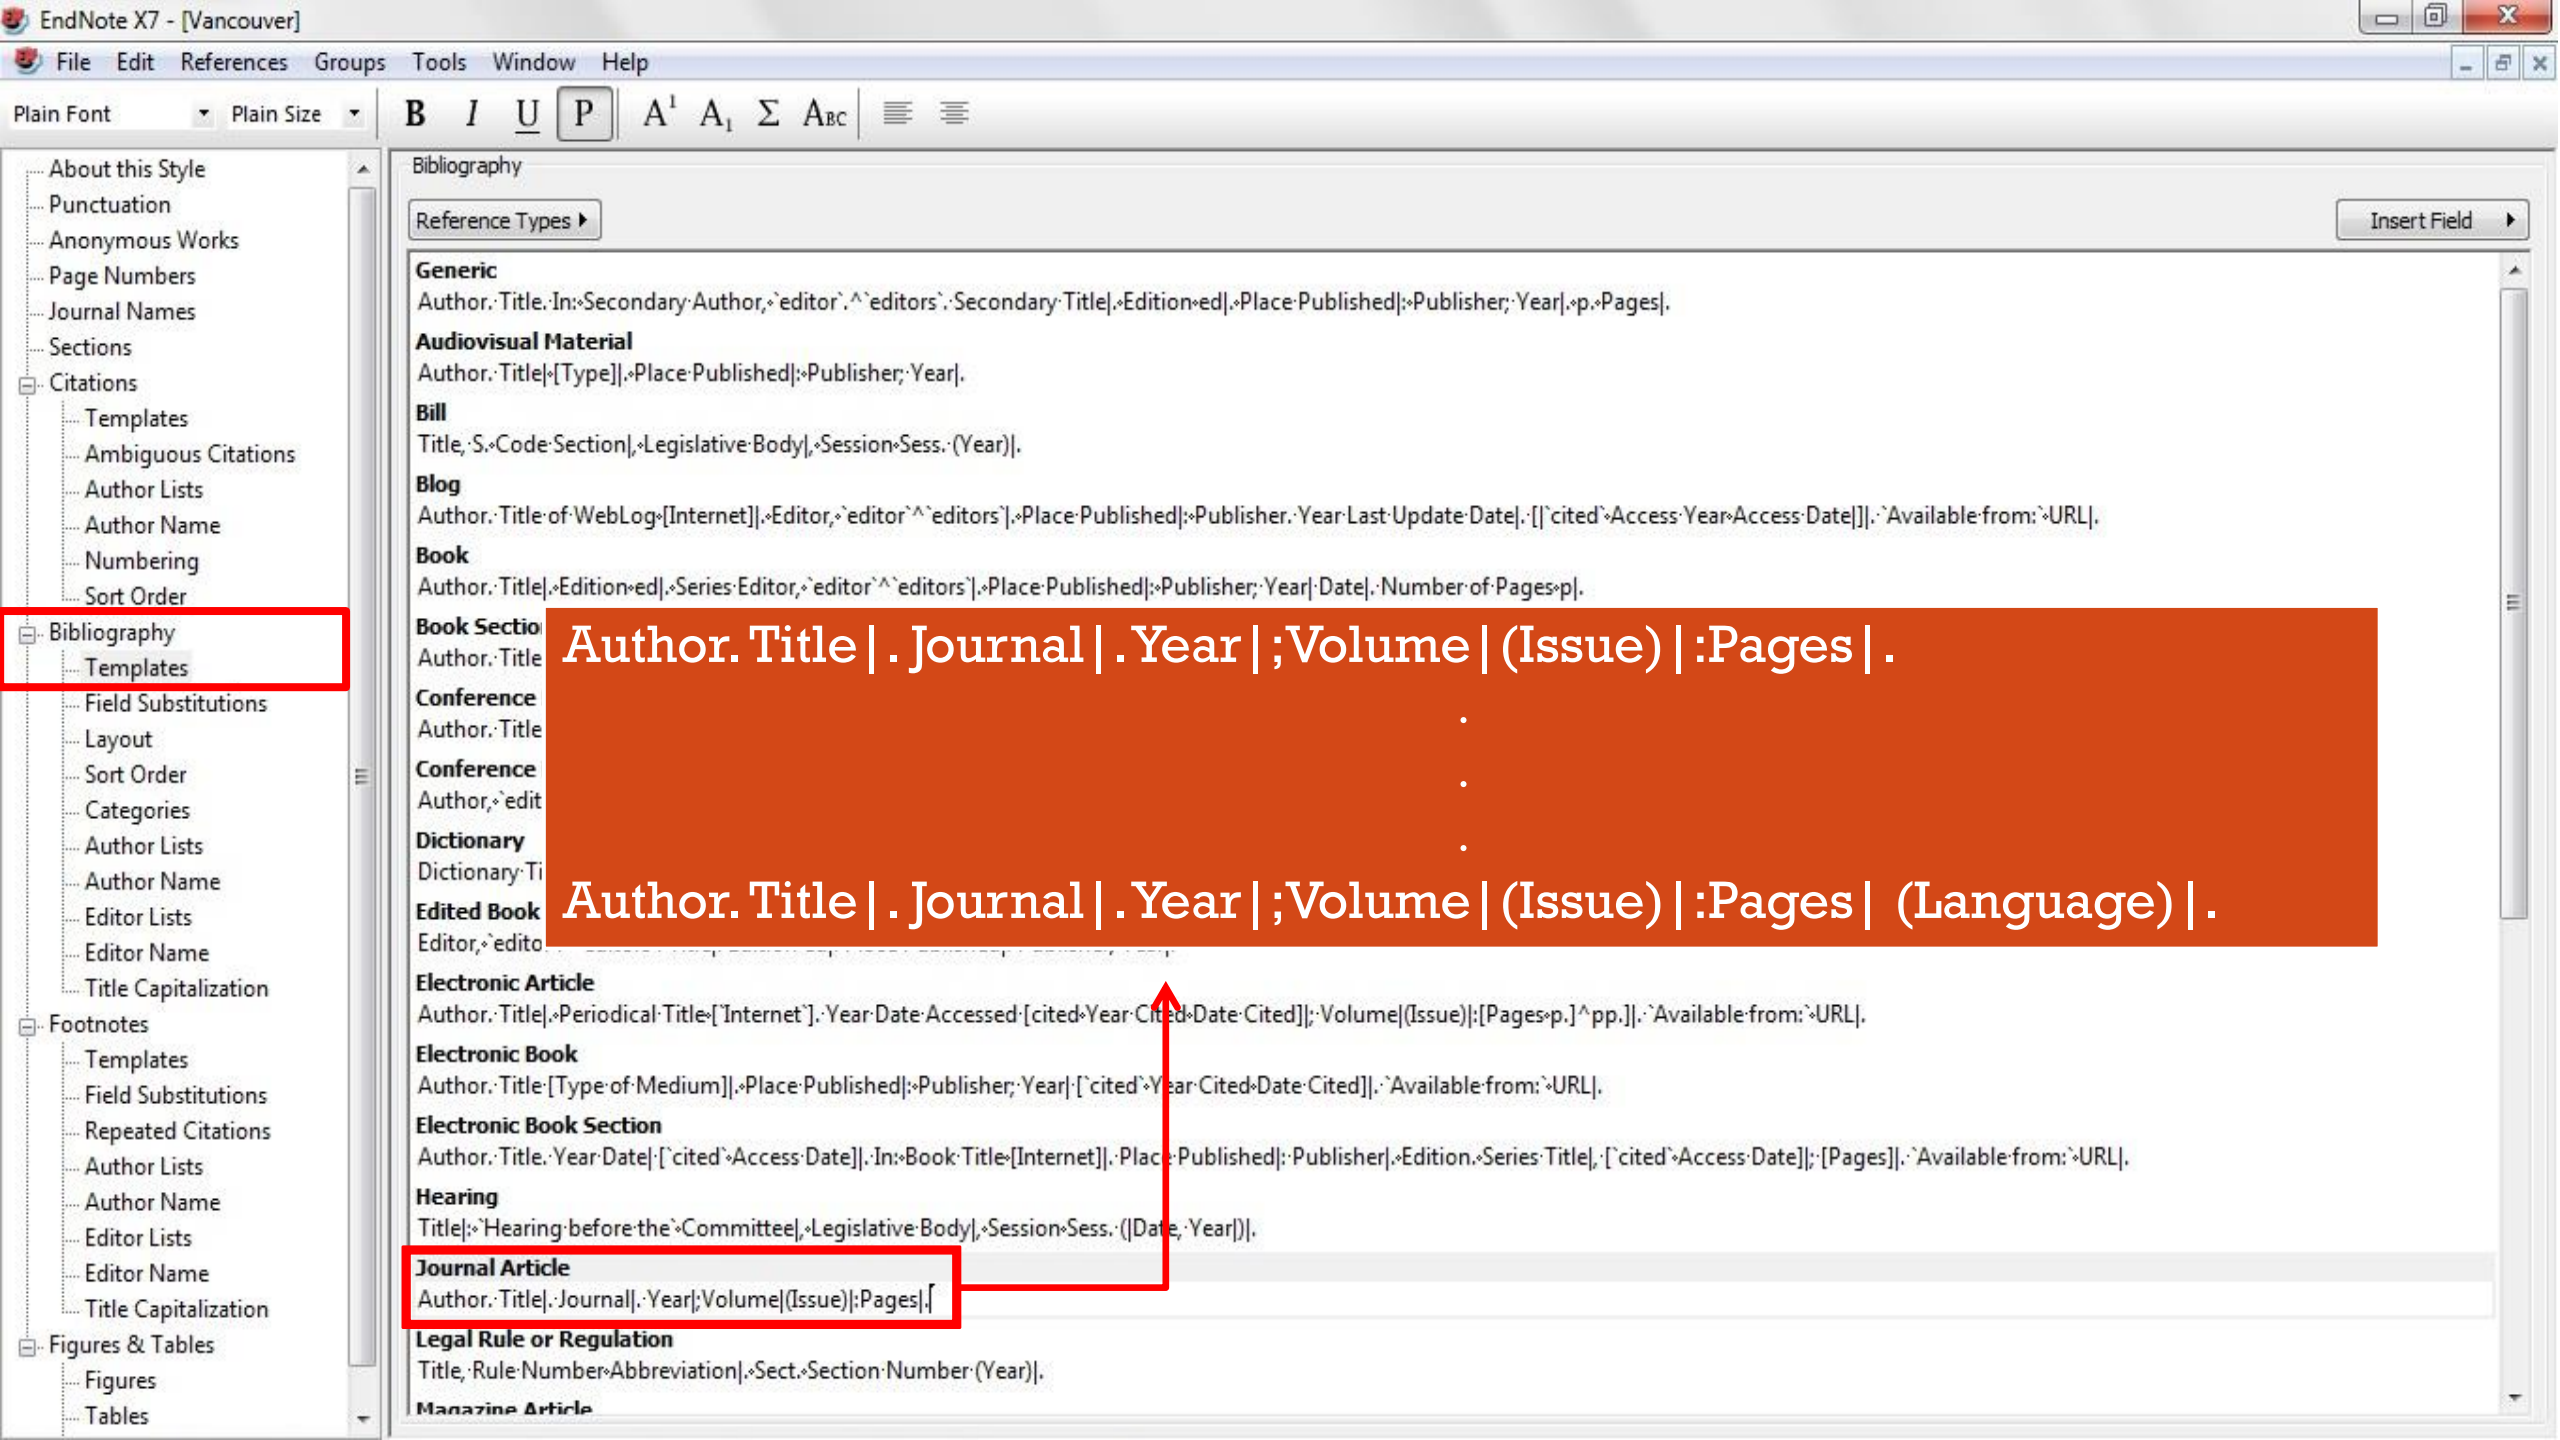 EndNote X7 - [Vancouver]
File Edit References Groups Tools Window Help
Plain Font Plain Size B I U P A¹ A₁ Σ ABC
About this Style
Punctuation
Anonymous Works
Page Numbers
Journal Names
Sections
Citations
Templates
Ambiguous Citations
Author Lists
Author Name
Numbering
Sort Order
Bibliography
Templates
Field Substitutions
Layout
Sort Order
Categories
Author Lists
Author Name
Editor Lists
Editor Name
Title Capitalization
Footnotes
Templates
Field Substitutions
Repeated Citations
Author Lists
Author Name
Editor Lists
Editor Name
Title Capitalization
Figures & Tables
Figures
Tables
Bibliography
Reference Types Insert Field
Generic
Author.·Title.·In:⋄Secondary·Author,⋄`editor`.^`editors`.·Secondary·Title|.⋄Edition⋄ed|.⋄Place·Published|:⋄Publisher;·Year|.⋄p.⋄Pages|.
Audiovisual Material
Author.·Title|⋄[Type]|.⋄Place·Published|:⋄Publisher;·Year|.
Bill
Title,·S.⋄Code·Section|,⋄Legislative·Body|,⋄Session⋄Sess.·(Year)|.
Blog
Author.·Title·of·WebLog⋄[Internet]|.⋄Editor,⋄`editor`^`editors`|.⋄Place·Published|:⋄Publisher.·Year·Last·Update·Date|.·[|`cited`⋄Access·Year⋄Access·Date|]|.·`Available·from:`⋄URL|.
Book
Author.·Title|.⋄Edition⋄ed|.⋄Series·Editor,⋄`editor`^`editors`|.⋄Place·Published|:⋄Publisher;·Year|·Date|.·Number·of·Pages⋄p|.
Book Sectio
Author.·Title
Conference
Author.·Title
Conference
Author,⋄`edit
Dictionary
Dictionary·Ti
Edited Book
Editor,⋄`edito
Author. Title|. Journal|. Year|;Volume|(Issue)|:Pages|.
.
.
.
Author. Title|. Journal|. Year|;Volume|(Issue)|:Pages| (Language)|.
Electronic Article
Author.·Title|.⋄Periodical·Title⋄[`Internet`].·Year·Date·Accessed·[cited⋄Year·Cited⋄Date·Cited]|;·Volume|(Issue)|:[Pages⋄p.]^pp.]|.·`Available·from:`⋄URL|.
Electronic Book
Author.·Title·[Type·of·Medium]|.⋄Place·Published|:⋄Publisher;·Year|·[`cited`⋄Year·Cited⋄Date·Cited]|.·`Available·from:`⋄URL|.
Electronic Book Section
Author.·Title.·Year·Date|·[`cited`⋄Access·Date]|.·In:⋄Book·Title⋄[Internet]|.·Place·Published|:·Publisher|.⋄Edition.⋄Series·Title|,·[`cited`⋄Access·Date]|;·[Pages]|.·`Available·from:`⋄URL|.
Hearing
Title|:⋄`Hearing·before·the`⋄Committee|,⋄Legislative·Body|,⋄Session⋄Sess.·(|Date,·Year|)|.
Journal Article
Author.·Title|.·Journal|.·Year|;Volume|(Issue)|:Pages|.
Legal Rule or Regulation
Title,·Rule·Number⋄Abbreviation|.⋄Sect.⋄Section·Number·(Year)|.
Magazine Article